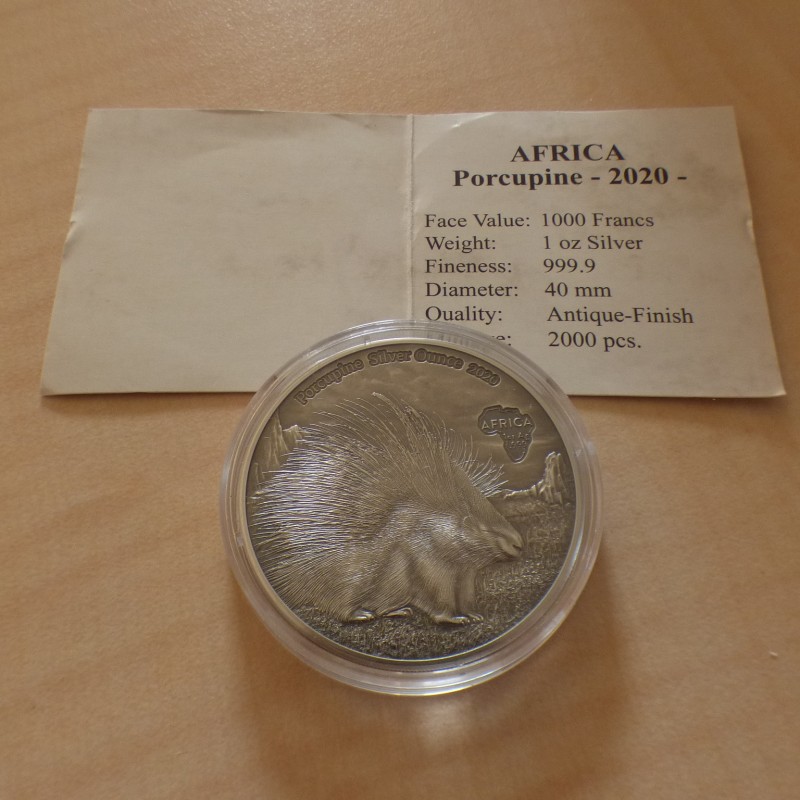 AFRICA
Porcupine - 2020 -
Face Value: 1000 Francs
Weight: 1 oz Silver
Fineness: 999.9
Diameter: 40 mm
Quality: Antique-Finish
2000 pcs.
Porcupine Silver Ounce 2020
AFRICA